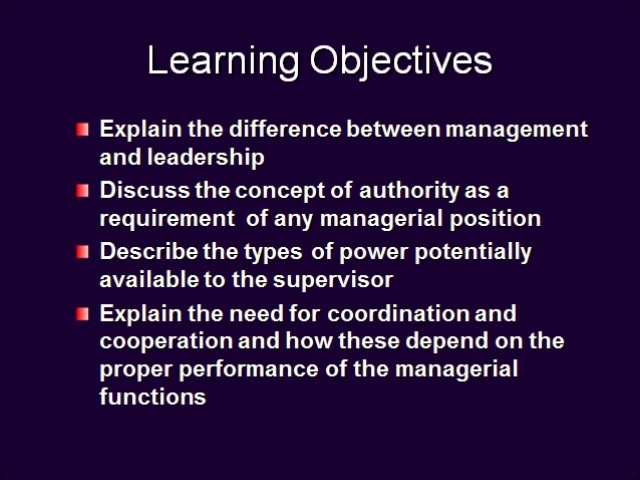 Learning Objectives
Explain the difference between management
and leadership
Discuss the concept of authority as a
requirement of any managerial position
Describe the types of power potentially
available to the supervisor
Explain the need for coordination and
cooperation and how these depend on the
proper performance of the managerial
functions